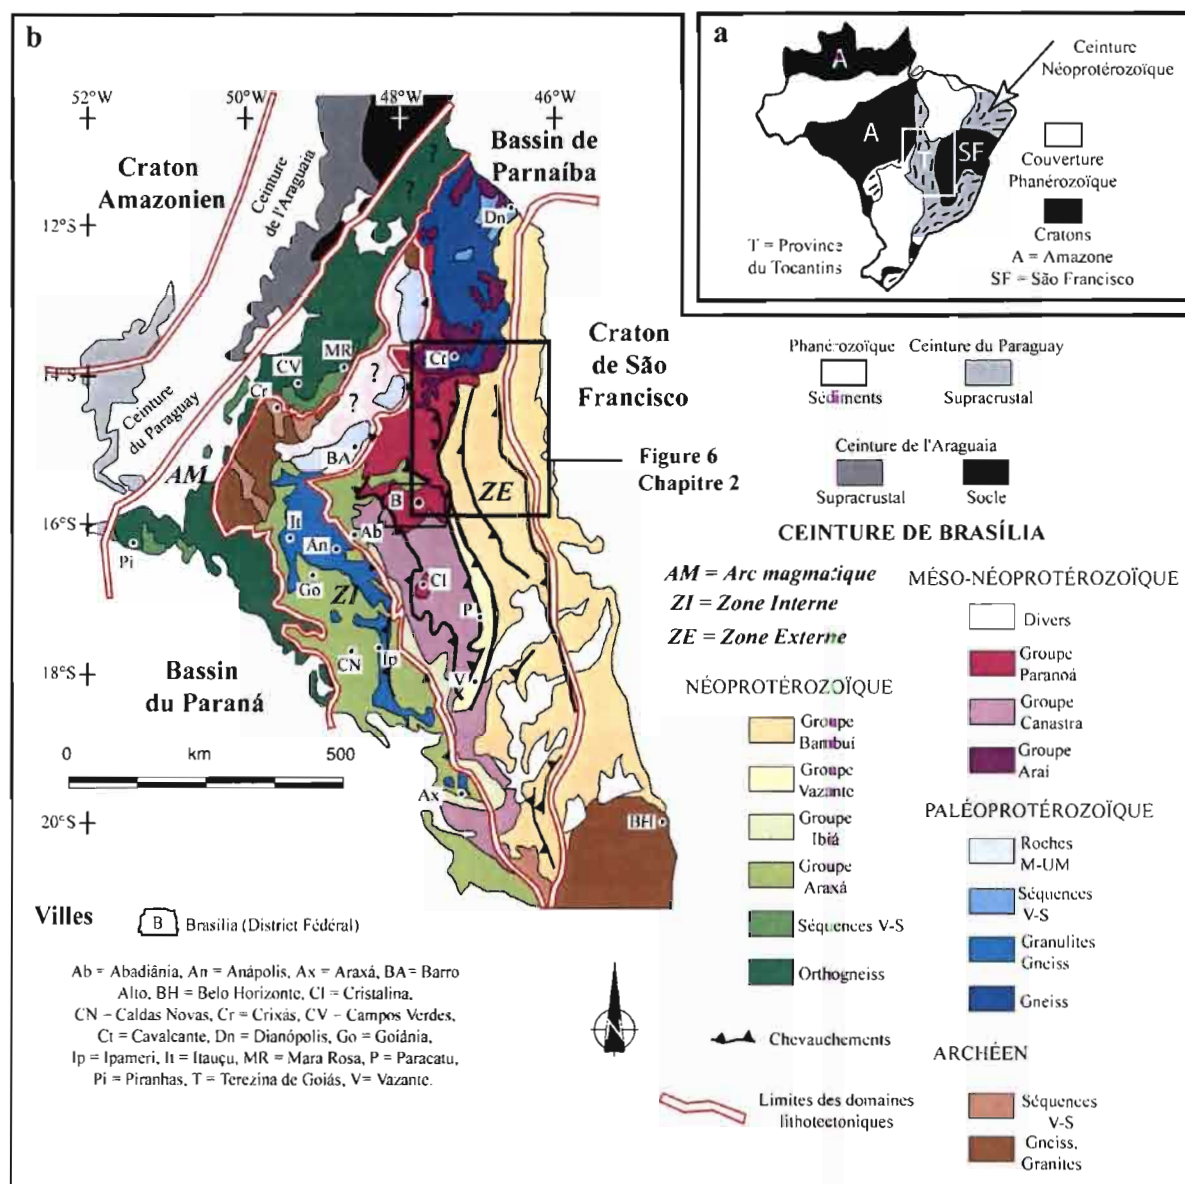 b
52°W
50°W
48°W
46°W
12°S
14°S
16°S
18°S
20°S
Craton
Amazonien
Ceinture
de l'Araguaia
Bassin de
Parnaíba
?
?
?
Dn
Craton
de São
Francisco
Ct
MR
CV
Cr
?
?
BA
Ceinture
du Paraguay
AM
Figure 6
Chapitre 2
ZE
B
It
Ab
An
Pi
Go
ZI
Cl
P
CN
Ip
V
Bassin
du Paraná
0
km
500
Ax
BH
a
A
A
T
SF
Ceinture
Néoprotérozoïque
Couverture
Phanérozoïque
Cratons
A = Amazone
SF = São Francisco
T = Province
du Tocantins
Phanérozoïque
Sédiments
Ceinture du Paraguay
Supracrustal
Ceinture de l'Araguaia
Supracrustal
Socle
CEINTURE DE BRASÍLIA
AM = Arc magmatique
ZI = Zone Interne
ZE = Zone Externe
NÉOPROTÉROZOÏQUE
Groupe
Bambuí
Groupe
Vazante
Groupe
Ibiá
Groupe
Araxá
Séquences V-S
Orthogneiss
MÉSO-NÉOPROTÉROZOÏQUE
Divers
Groupe
Paranoá
Groupe
Canastra
Groupe
Araí
PALÉOPROTÉROZOÏQUE
Roches
M-UM
Séquences
V-S
Granulites
Gneiss
Gneiss
ARCHÉEN
Séquences
V-S
Gneiss,
Granites
Chevauchements
Limites des domaines
lithotectoniques
Villes
B
Brasília (District Fédéral)
Ab = Abadiânia, An = Anápolis, Ax = Araxá, BA = Barro
Alto, BH = Belo Horizonte, Cl = Cristalina,
CN – Caldas Novas, Cr = Crixás, CV – Campos Verdes,
Ct = Cavalcante, Dn = Dianópolis, Go = Goiânia,
Ip = Ipameri, It = Itauçu, MR = Mara Rosa, P = Paracatu,
Pi = Piranhas, T = Terezina de Goiás, V= Vazante.